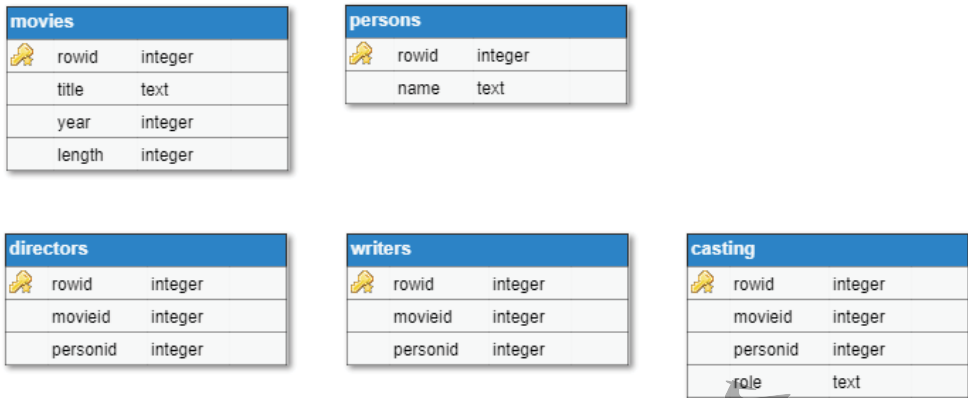 movies
rowid integer
title text
year integer
length integer
persons
rowid integer
name text
directors
rowid integer
movieid integer
personid integer
writers
rowid integer
movieid integer
personid integer
casting
rowid integer
movieid integer
personid integer
role text